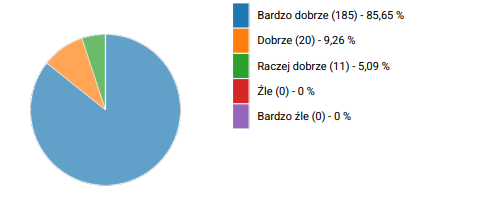 Bardzo dobrze (185) - 85,65 %
Dobrze (20) - 9,26 %
Raczej dobrze (11) - 5,09 %
Źle (0) - 0 %
Bardzo źle (0) - 0 %